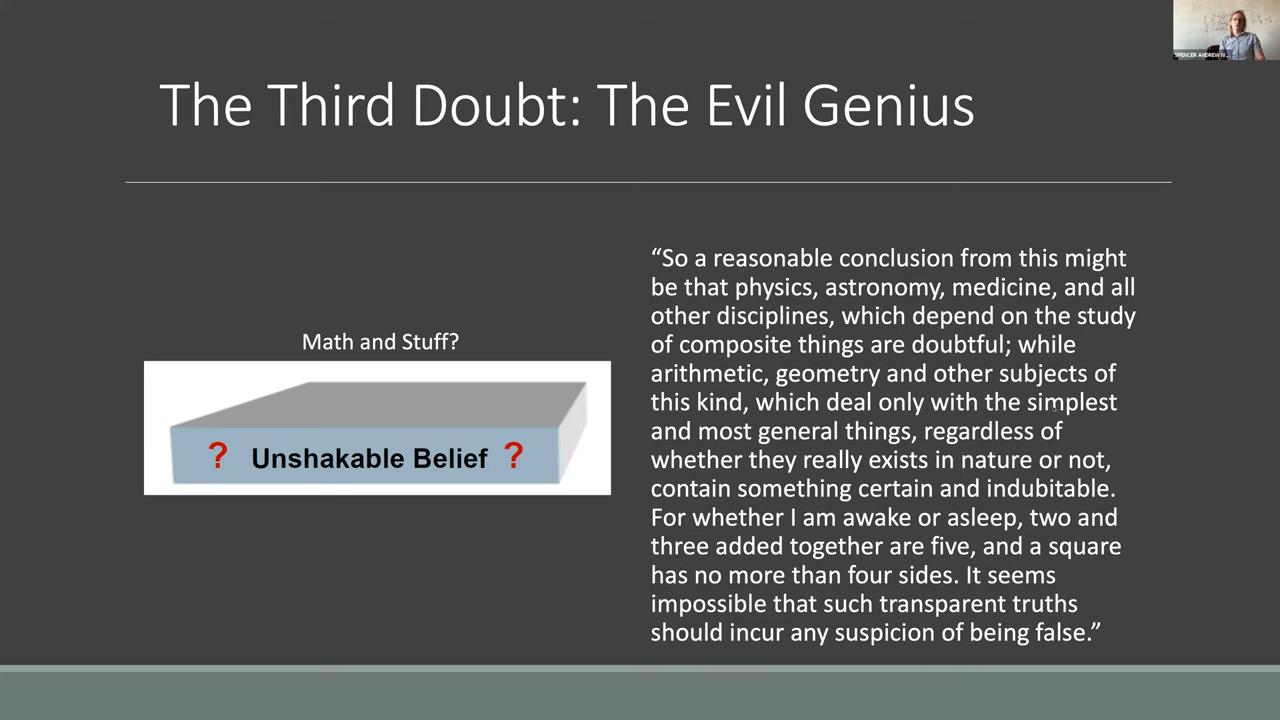 SPENCER ANDREW IV...
The Third Doubt: The Evil Genius
Math and Stuff?
? Unshakable Belief ?
“So a reasonable conclusion from this might
be that physics, astronomy, medicine, and all
other disciplines, which depend on the study
of composite things are doubtful; while
arithmetic, geometry and other subjects of
this kind, which deal only with the simplest
and most general things, regardless of
whether they really exists in nature or not,
contain something certain and indubitable.
For whether I am awake or asleep, two and
three added together are five, and a square
has no more than four sides. It seems
impossible that such transparent truths
should incur any suspicion of being false.”